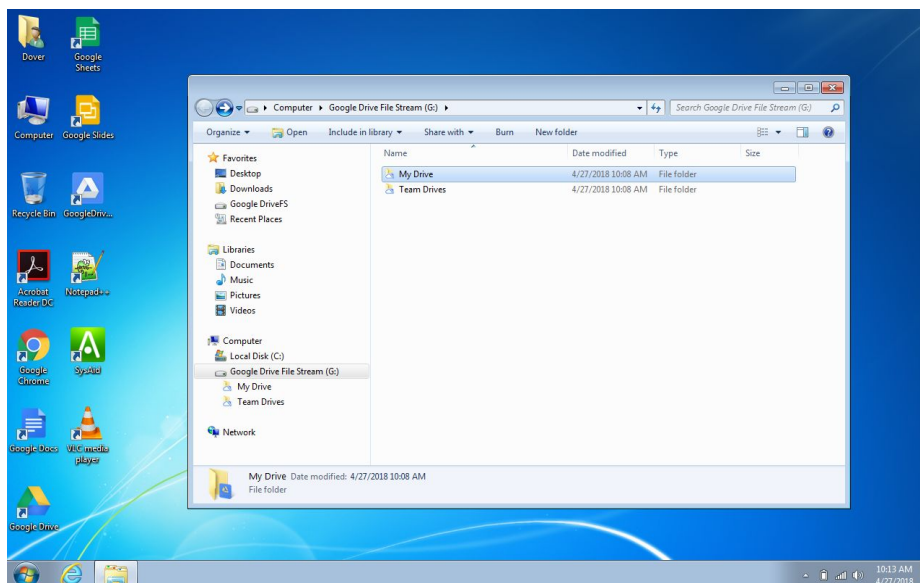 Dover
Google
Sheets
Computer
Google Slides
Recycle Bin
GoogleDriv...
Acrobat
Reader DC
Notepad++
Google
Chrome
SysAid
Google Docs
VLC media
player
Google Drive
Computer
Google Drive File Stream (G:)
Search Google Drive File Stream (G:)
Organize
Open
Include in library
Share with
Burn
New folder
Favorites
Desktop
Downloads
Google DriveFS
Recent Places
Libraries
Documents
Music
Pictures
Videos
Computer
Local Disk (C:)
Google Drive File Stream (G:)
My Drive
Team Drives
Network
Name Date modified Type Size
My Drive 4/27/2018 10:08 AM File folder
Team Drives 4/27/2018 10:08 AM File folder
My Drive Date modified: 4/27/2018 10:08 AM
File folder
10:13 AM
4/27/2018